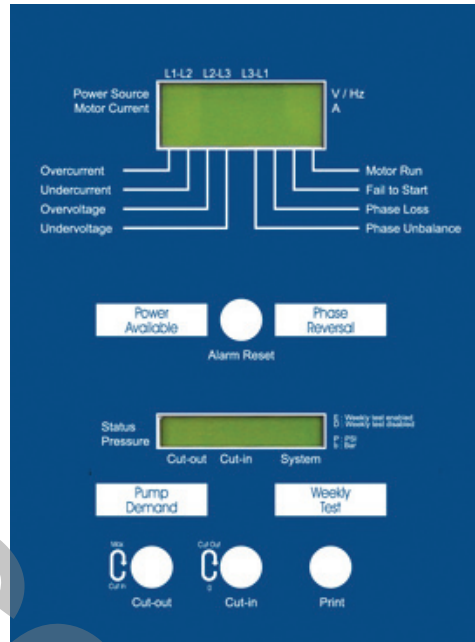 L1-L2 L2-L3 L3-L1
Power Source V / Hz
Motor Current A
Overcurrent Motor Run
Undercurrent Fail to Start
Overvoltage Phase Loss
Undervoltage Phase Unbalance
Power Available
Phase Reversal
Alarm Reset
Status
Pressure
E : Weekly test enabled
D : Weekly test disabled
P : PSI
b : Bar
Cut-out Cut-in System
Pump Demand
Weekly Test
Max Cut Out
Cut In 0
Cut-out Cut-in Print